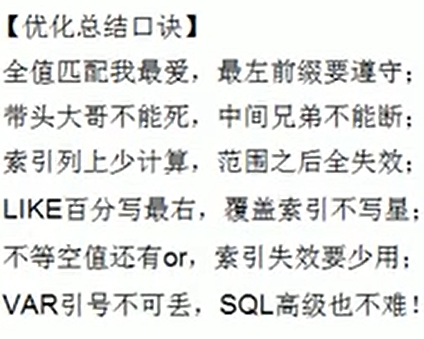 【优化总结口诀】
全值匹配我最爱，最左前缀要遵守；
带头大哥不能死，中间兄弟不能断；
索引列上少计算，范围之后全失效；
LIKE百分写最右，覆盖索引不写星；
不等空值还有or，索引失效要少用；
VAR引号不可丢，SQL高级也不难！